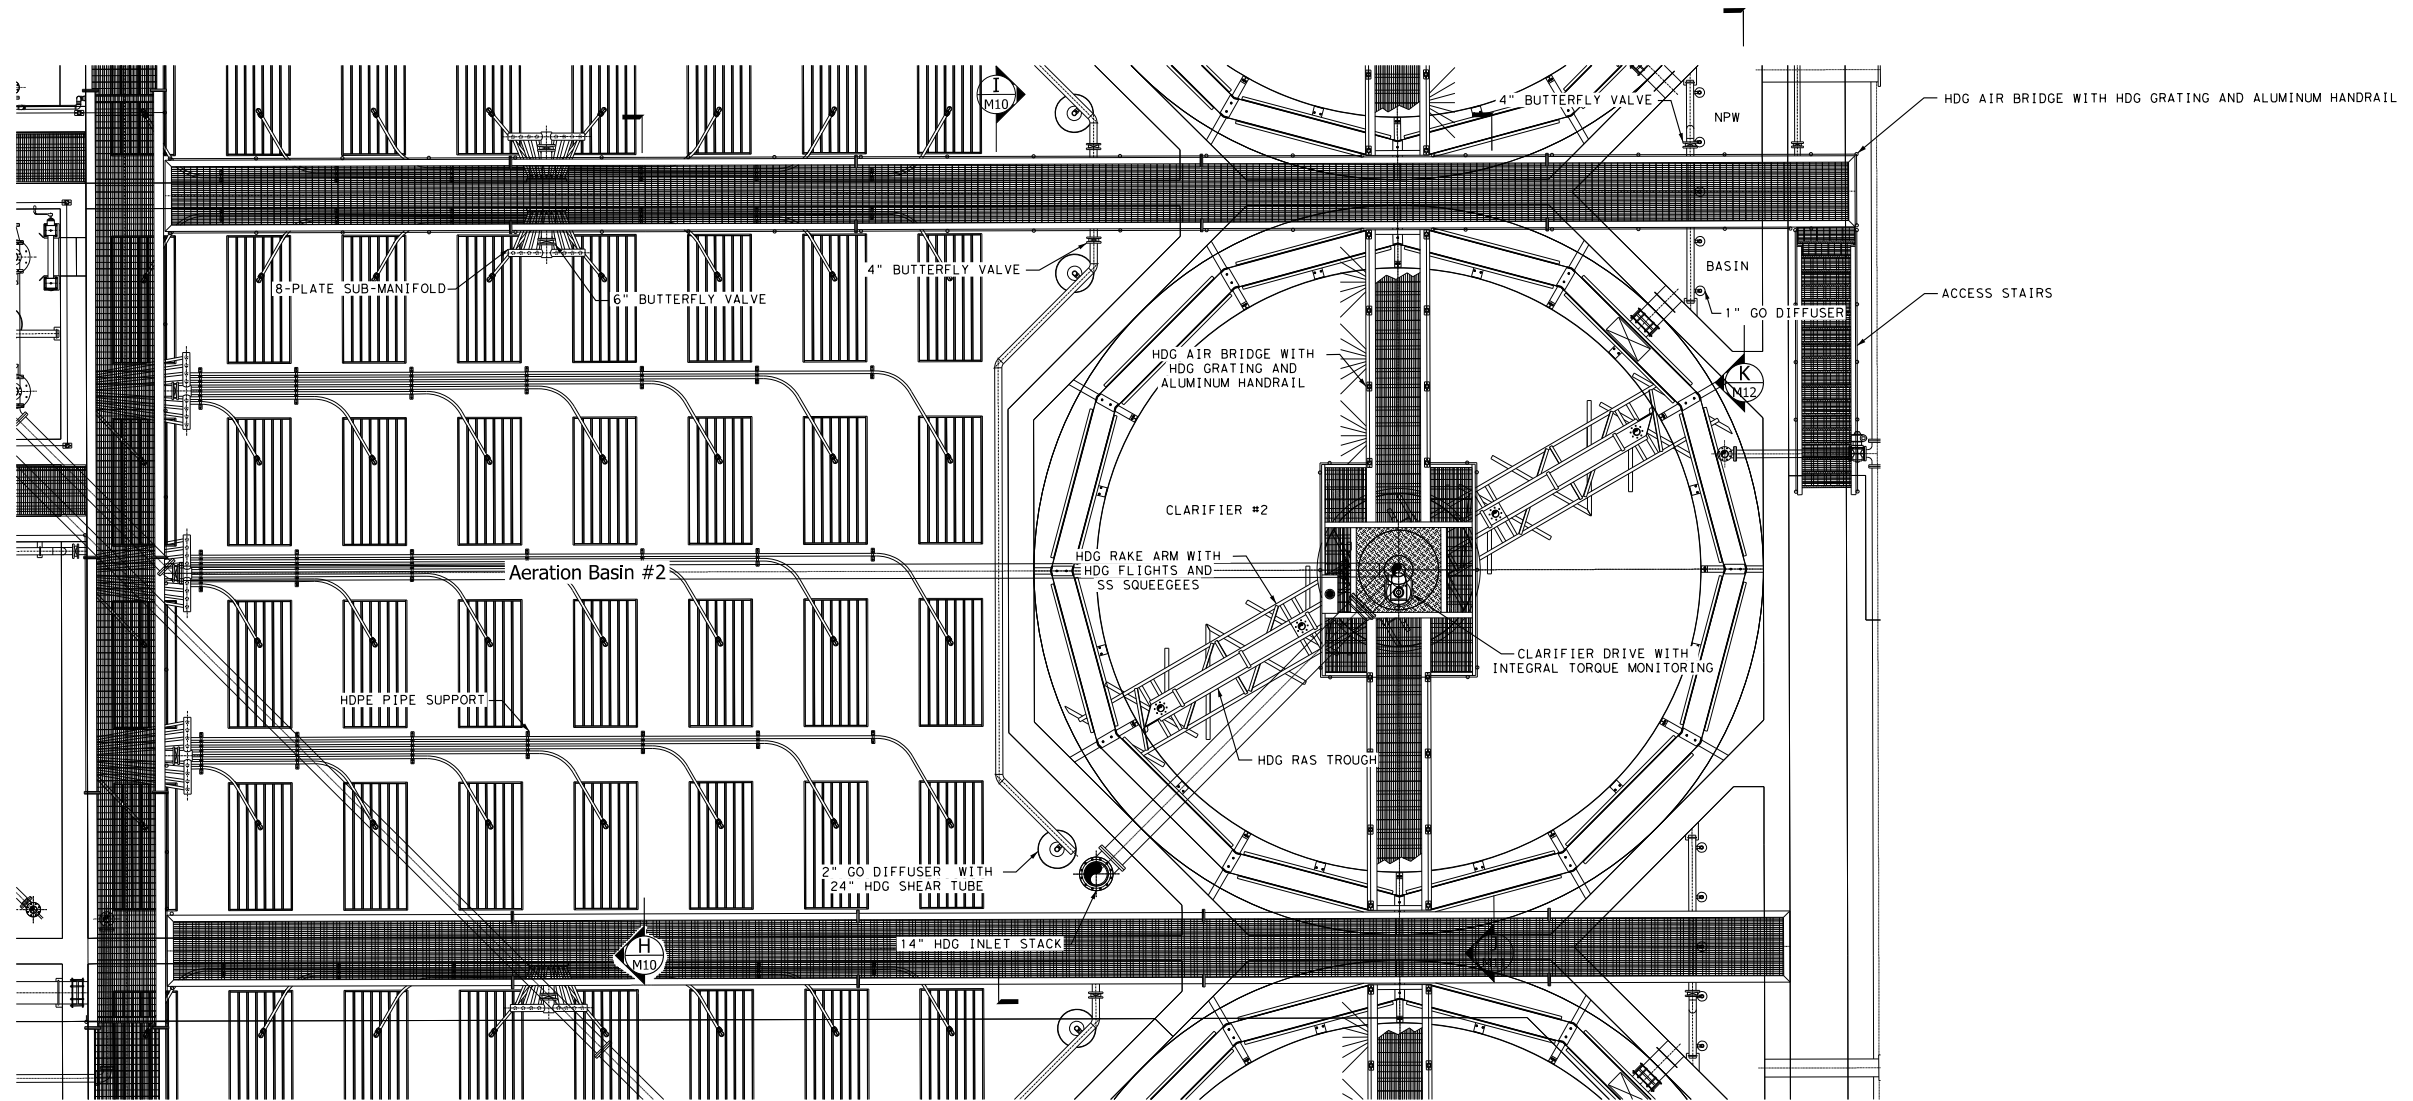 I
M10
4" BUTTERFLY VALVE
NPW
HDG AIR BRIDGE WITH HDG GRATING AND ALUMINUM HANDRAIL
8-PLATE SUB-MANIFOLD
6" BUTTERFLY VALVE
4" BUTTERFLY VALVE
BASIN
1" GO DIFFUSER
ACCESS STAIRS
HDG AIR BRIDGE WITH
HDG GRATING AND
ALUMINUM HANDRAIL
K
M12
CLARIFIER #2
Aeration Basin #2
HDG RAKE ARM WITH
HDG FLIGHTS AND
SS SQUEEGEES
CLARIFIER DRIVE WITH
INTEGRAL TORQUE MONITORING
HDPE PIPE SUPPORT
HDG RAS TROUGH
2" GO DIFFUSER WITH
24" HDG SHEAR TUBE
14" HDG INLET STACK
H
M10